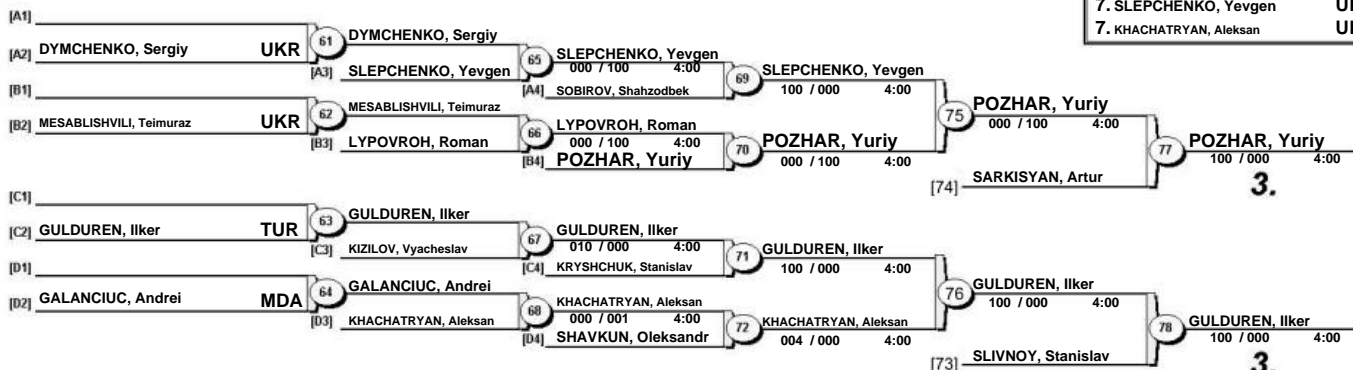 7. SLEPCHENKO, Yevgen
7. KHACHATRYAN, Aleksan
[A1]
[A2] DYMCHENKO, Sergiy UKR
61 DYMCHENKO, Sergiy
[A3] SLEPCHENKO, Yevgen
65 SLEPCHENKO, Yevgen
000 / 100 4:00
[A4] SOBIROV, Shahzodbek
69 SLEPCHENKO, Yevgen
100 / 000 4:00
[B1]
[B2] MESABLISHVILI, Teimuraz UKR
62 MESABLISHVILI, Teimuraz
[B3] LYPOVROH, Roman
66 LYPOVROH, Roman
000 / 100 4:00
[B4] POZHAR, Yuriy
70 POZHAR, Yuriy
000 / 100 4:00
75 POZHAR, Yuriy
000 / 100 4:00
[74] SARKISYAN, Artur
77 POZHAR, Yuriy
100 / 000 4:00
3.
[C1]
[C2] GULDUREN, Ilker TUR
63 GULDUREN, Ilker
[C3] KIZILOV, Vyacheslav
67 GULDUREN, Ilker
010 / 000 4:00
[C4] KRYSHCHUK, Stanislav
71 GULDUREN, Ilker
100 / 000 4:00
[D1]
[D2] GALANCIUC, Andrei MDA
64 GALANCIUC, Andrei
[D3] KHACHATRYAN, Aleksan
68 KHACHATRYAN, Aleksan
000 / 001 4:00
[D4] SHAVKUN, Oleksandr
72 KHACHATRYAN, Aleksan
004 / 000 4:00
76 GULDUREN, Ilker
100 / 000 4:00
[73] SLIVNOY, Stanislav
78 GULDUREN, Ilker
100 / 000 4:00
3.